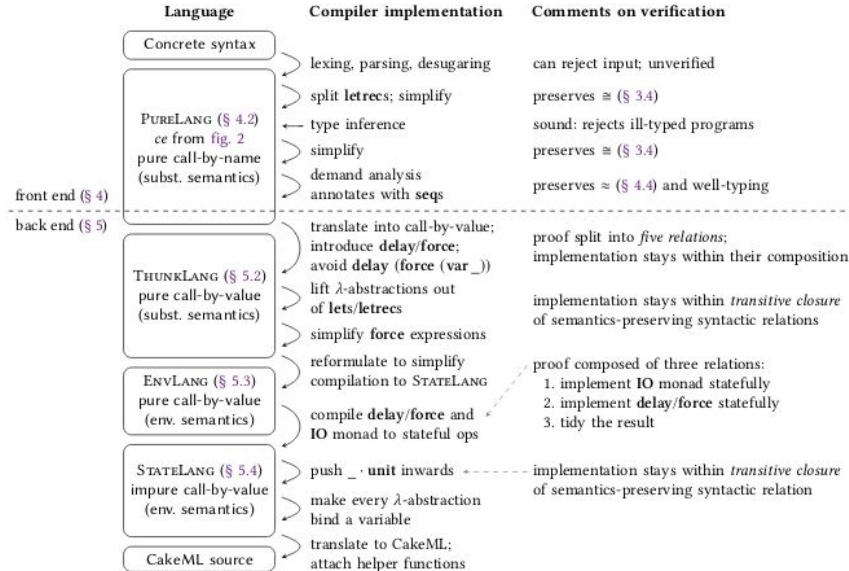 Language Compiler implementation Comments on verification
Concrete syntax
lexing, parsing, desugaring can reject input; unverified
split letrecs; simplify preserves ≅ (§ 3.4)
PURELANG (§ 4.2)
ce from fig. 2
pure call-by-name
(subst. semantics)
type inference sound: rejects ill-typed programs
simplify preserves ≅ (§ 3.4)
demand analysis
annotates with seqs
preserves ≈ (§ 4.4) and well-typing
front end (§ 4)
back end (§ 5)
translate into call-by-value;
introduce delay/force;
avoid delay (force (var _))
proof split into five relations;
implementation stays within their composition
THUNKLANG (§ 5.2)
pure call-by-value
(subst. semantics)
lift λ-abstractions out
of lets/letrecs
implementation stays within transitive closure
of semantics-preserving syntactic relations
simplify force expressions
reformulate to simplify
compilation to STATELANG
ENVLANG (§ 5.3)
pure call-by-value
(env. semantics)
compile delay/force and
IO monad to stateful ops
proof composed of three relations:
1. implement IO monad statefully
2. implement delay/force statefully
3. tidy the result
STATELANG (§ 5.4)
impure call-by-value
(env. semantics)
push _ · unit inwards
implementation stays within transitive closure
of semantics-preserving syntactic relation
make every λ-abstraction
bind a variable
translate to CakeML;
attach helper functions
CakeML source